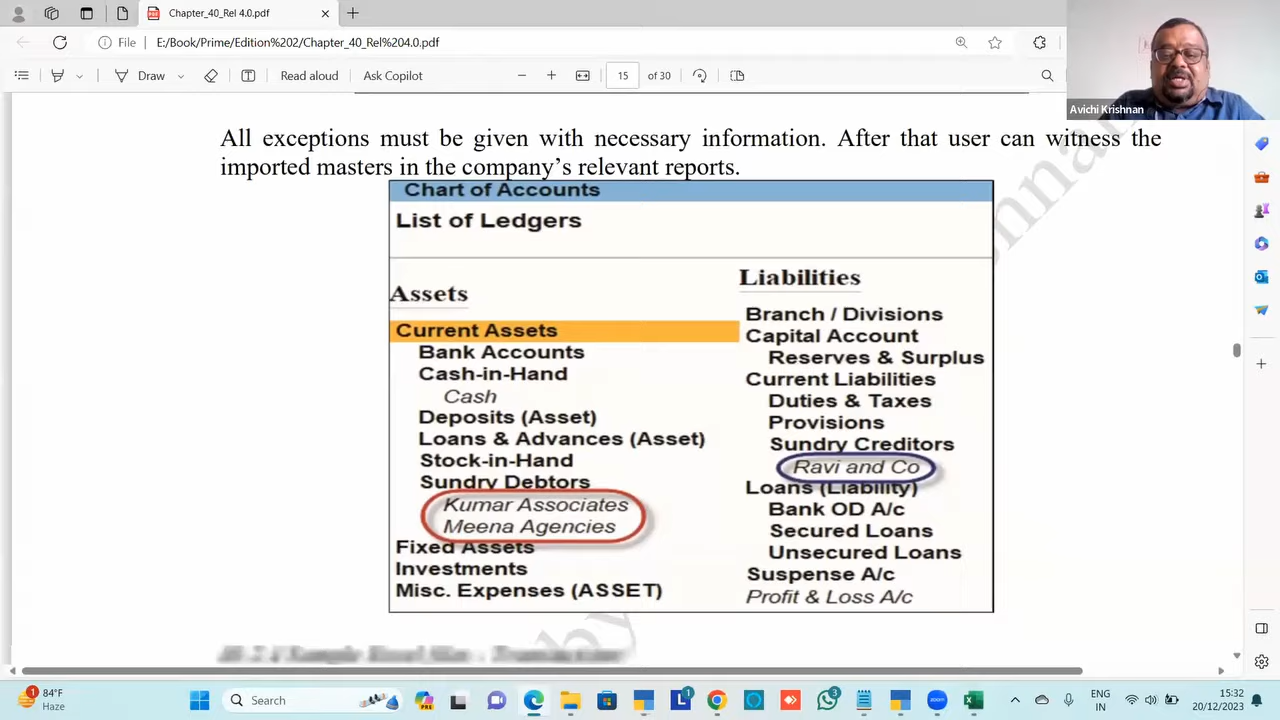 Chapter_40_Rel 4.0.pdf
File E:/Book/Prime/Edition%202/Chapter_40_Rel%204.0.pdf
Draw Read aloud Ask Copilot 15 of 30
Avichi Krishnan
All exceptions must be given with necessary information. After that user can witness the
imported masters in the company's relevant reports.
Chart of Accounts
List of Ledgers
Assets
Current Assets
Bank Accounts
Cash-in-Hand
Cash
Deposits (Asset)
Loans & Advances (Asset)
Stock-in-Hand
Sundry Debtors
Kumar Associates
Meena Agencies
Fixed Assets
Investments
Misc. Expenses (ASSET)
Liabilities
Branch / Divisions
Capital Account
Reserves & Surplus
Current Liabilities
Duties & Taxes
Provisions
Sundry Creditors
Ravi and Co
Loans (Liability)
Bank OD A/c
Secured Loans
Unsecured Loans
Suspense A/c
Profit & Loss A/c
by
1
84°F
Haze
Search
PRE
1
3
ENG
IN
15:32
20/12/2023